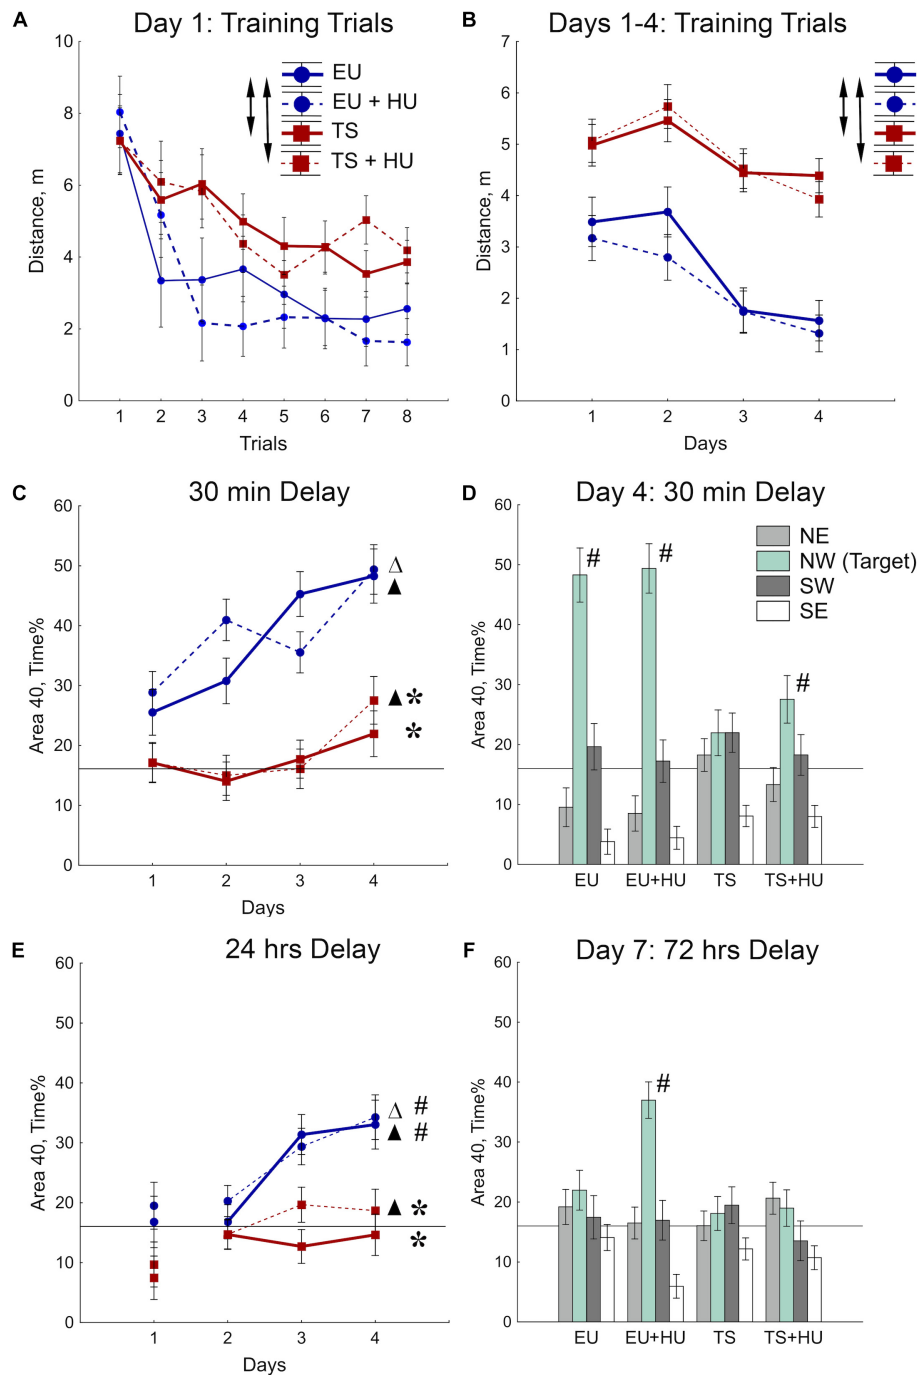 A
Day 1: Training Trials
10
8
6
4
2
0
Distance, m
EU
EU + HU
TS
TS + HU
1 2 3 4 5 6 7 8
Trials
B
Days 1-4: Training Trials
7
6
5
4
3
2
1
0
Distance, m
1 2 3 4
Days
C
30 min Delay
60
50
40
30
20
10
0
Area 40, Time%
Δ
▲
▲ *
*
1 2 3 4
Days
D
Day 4: 30 min Delay
60
50
40
30
20
10
0
Area 40, Time%
NE
NW (Target)
SW
SE
# # #
EU EU+HU TS TS+HU
E
24 hrs Delay
60
50
40
30
20
10
0
Area 40, Time%
Δ #
▲ #
▲ *
*
1 2 3 4
Days
F
Day 7: 72 hrs Delay
60
50
40
30
20
10
0
Area 40, Time%
#
EU EU+HU TS TS+HU